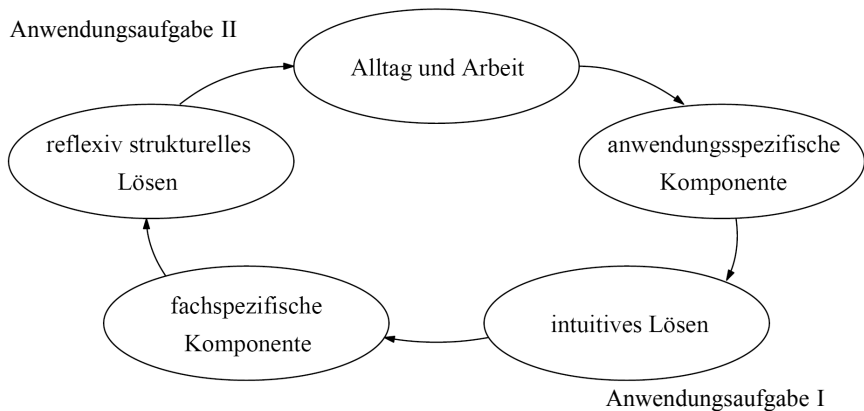 Anwendungsaufgabe II
Alltag und Arbeit
reflexiv strukturelles
Lösen
anwendungsspezifische
Komponente
fachspezifische
Komponente
intuitives Lösen
Anwendungsaufgabe I